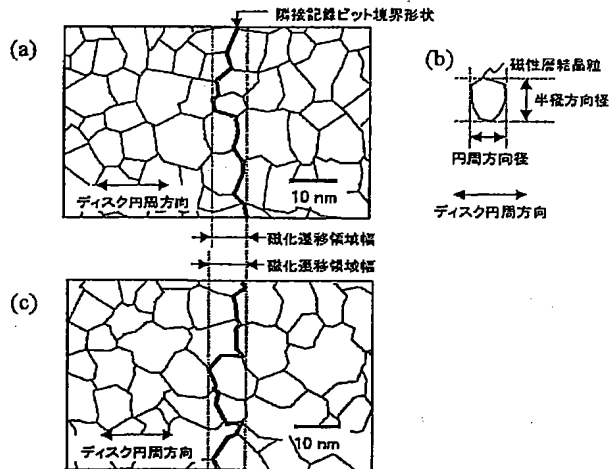 隣接記録ビット境界形状
(a)
ディスク円周方向
10 nm
(b)
磁性層結晶粒
半径方向径
円周方向径
ディスク円周方向
磁化遷移領域幅
磁化遷移領域幅
(c)
ディスク円周方向
10 nm